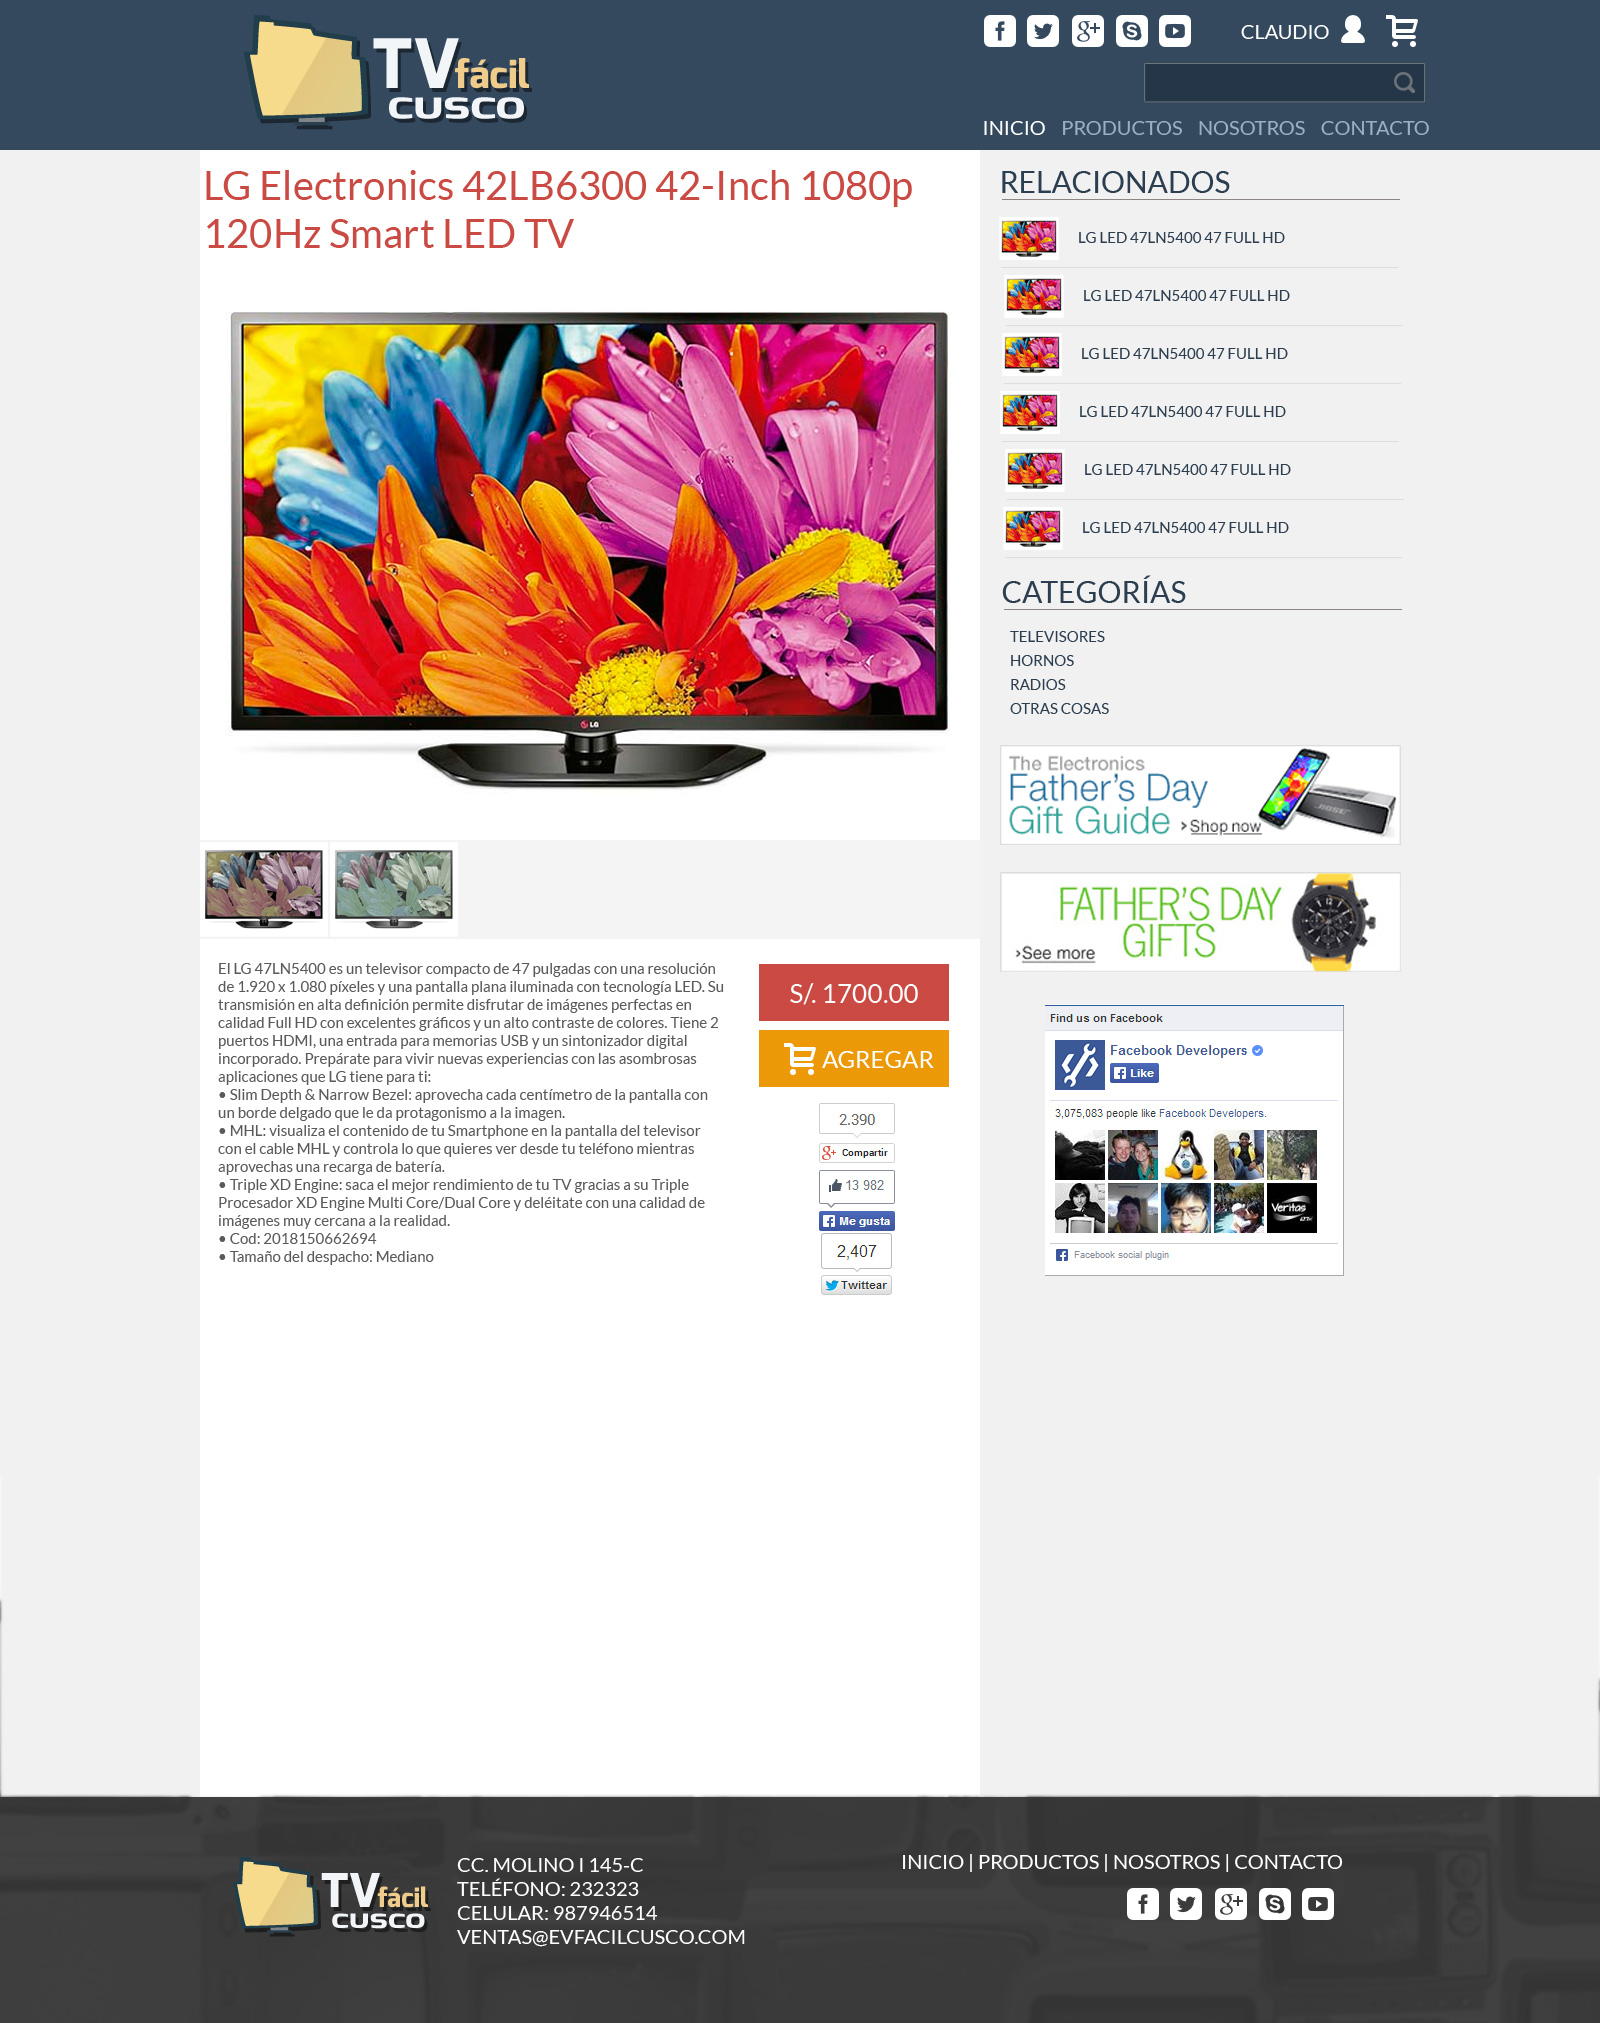 TVfácil
CUSCO
CLAUDIO
INICIO PRODUCTOS NOSOTROS CONTACTO
LG Electronics 42LB6300 42-Inch 1080p
120Hz Smart LED TV
LG
El LG 47LN5400 es un televisor compacto de 47 pulgadas con una resolución
de 1.920 x 1.080 píxeles y una pantalla plana iluminada con tecnología LED. Su
transmisión en alta definición permite disfrutar de imágenes perfectas en
calidad Full HD con excelentes gráficos y un alto contraste de colores. Tiene 2
puertos HDMI, una entrada para memorias USB y un sintonizador digital
incorporado. Prepárate para vivir nuevas experiencias con las asombrosas
aplicaciones que LG tiene para ti:
• Slim Depth & Narrow Bezel: aprovecha cada centímetro de la pantalla con
un borde delgado que le da protagonismo a la imagen.
• MHL: visualiza el contenido de tu Smartphone en la pantalla del televisor
con el cable MHL y controla lo que quieres ver desde tu teléfono mientras
aprovechas una recarga de batería.
• Triple XD Engine: saca el mejor rendimiento de tu TV gracias a su Triple
Procesador XD Engine Multi Core/Dual Core y deléitate con una calidad de
imágenes muy cercana a la realidad.
• Cod: 2018150662694
• Tamaño del despacho: Mediano
S/. 1700.00
AGREGAR
2.390
g+ Compartir
13 982
Me gusta
2,407
Twittear
RELACIONADOS
LG LED 47LN5400 47 FULL HD
LG LED 47LN5400 47 FULL HD
LG LED 47LN5400 47 FULL HD
LG LED 47LN5400 47 FULL HD
LG LED 47LN5400 47 FULL HD
LG LED 47LN5400 47 FULL HD
CATEGORÍAS
TELEVISORES
HORNOS
RADIOS
OTRAS COSAS
The Electronics
Father's Day
Gift Guide ›Shop now
BOSE
FATHER'S DAY
GIFTS
›See more
Find us on Facebook
Facebook Developers
Like
3,075,083 people like Facebook Developers.
Veritas
Facebook social plugin
TVfácil
CUSCO
CC. MOLINO I 145-C
TELÉFONO: 232323
CELULAR: 987946514
VENTAS@EVFACILCUSCO.COM
INICIO | PRODUCTOS | NOSOTROS | CONTACTO